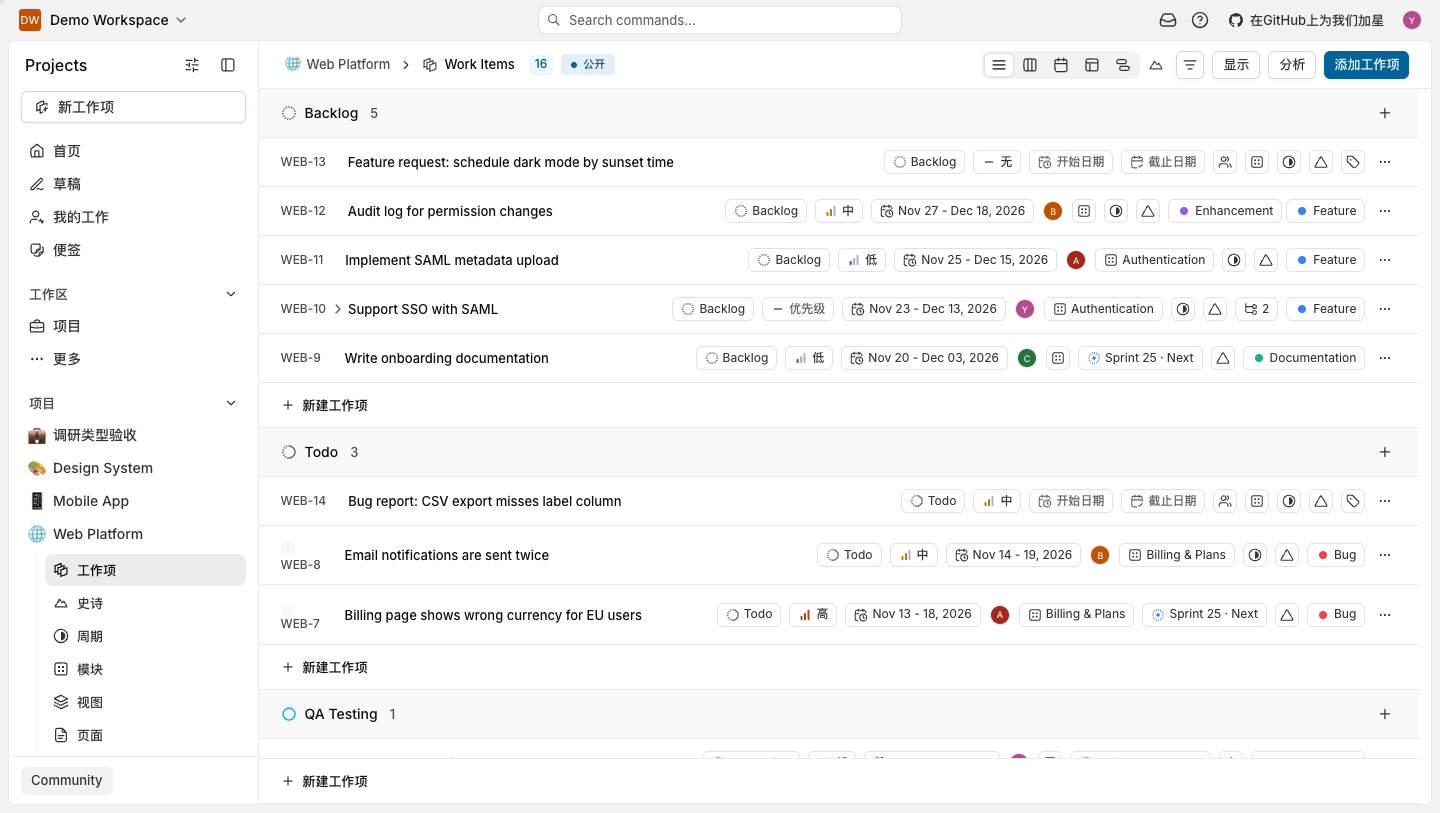 DW Demo Workspace
Search commands...
在GitHub上为我们加星
Y
Projects
新工作项
首页
草稿
我的工作
便签
工作区
项目
更多
项目
调研类型验收
Design System
Mobile App
Web Platform
工作项
史诗
周期
模块
视图
页面
Community
Web Platform
Work Items
16
公开
显示
分析
添加工作项
Backlog 5
WEB-13 Feature request: schedule dark mode by sunset time Backlog 无 开始日期 截止日期
WEB-12 Audit log for permission changes Backlog 中 Nov 27 - Dec 18, 2026 B Enhancement Feature
WEB-11 Implement SAML metadata upload Backlog 低 Nov 25 - Dec 15, 2026 A Authentication Feature
WEB-10 Support SSO with SAML Backlog 优先级 Nov 23 - Dec 13, 2026 Y Authentication 2 Feature
WEB-9 Write onboarding documentation Backlog 低 Nov 20 - Dec 03, 2026 C Sprint 25 · Next Documentation
新建工作项
Todo 3
WEB-14 Bug report: CSV export misses label column Todo 中 开始日期 截止日期
WEB-8 Email notifications are sent twice Todo 中 Nov 14 - 19, 2026 B Billing & Plans Bug
WEB-7 Billing page shows wrong currency for EU users Todo 高 Nov 13 - 18, 2026 A Billing & Plans Sprint 25 · Next Bug
新建工作项
QA Testing 1
新建工作项